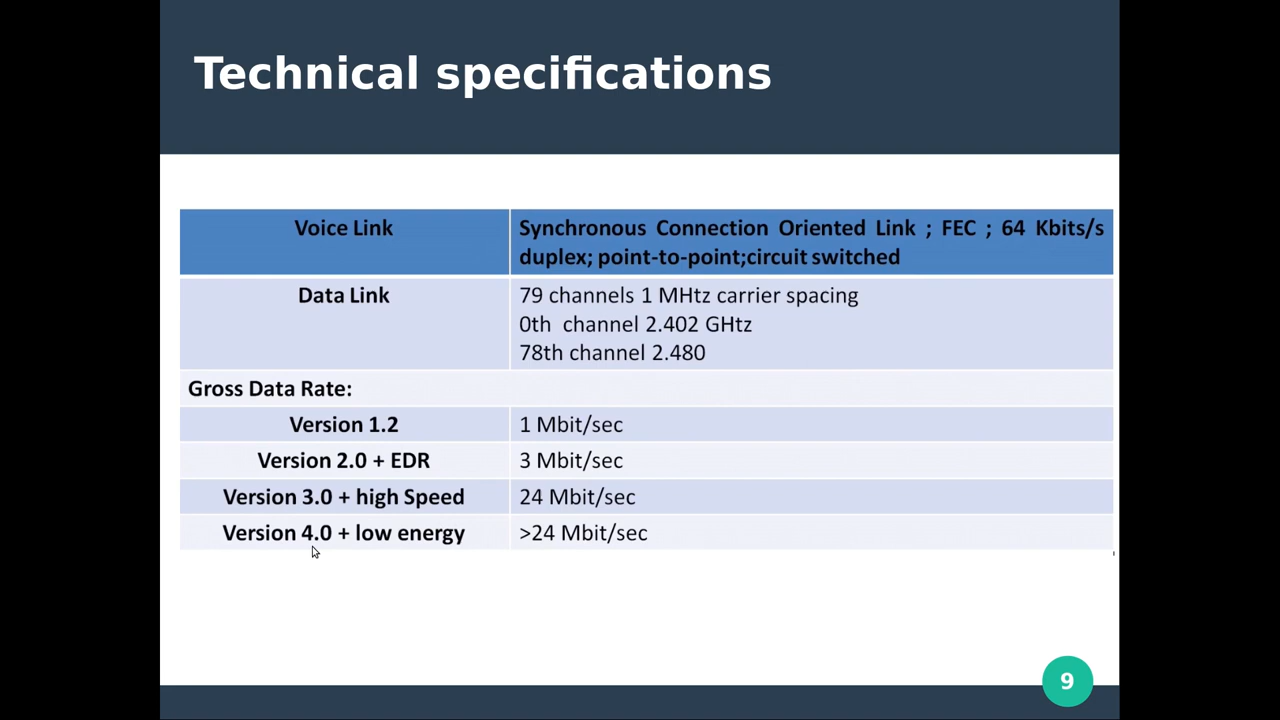 Technical specifications
Voice Link
Synchronous Connection Oriented Link ; FEC ; 64 Kbits/s
duplex; point-to-point;circuit switched
Data Link
79 channels 1 MHtz carrier spacing
0th channel 2.402 GHtz
78th channel 2.480
Gross Data Rate:
Version 1.2 1 Mbit/sec
Version 2.0 + EDR 3 Mbit/sec
Version 3.0 + high Speed 24 Mbit/sec
Version 4.0 + low energy >24 Mbit/sec
9